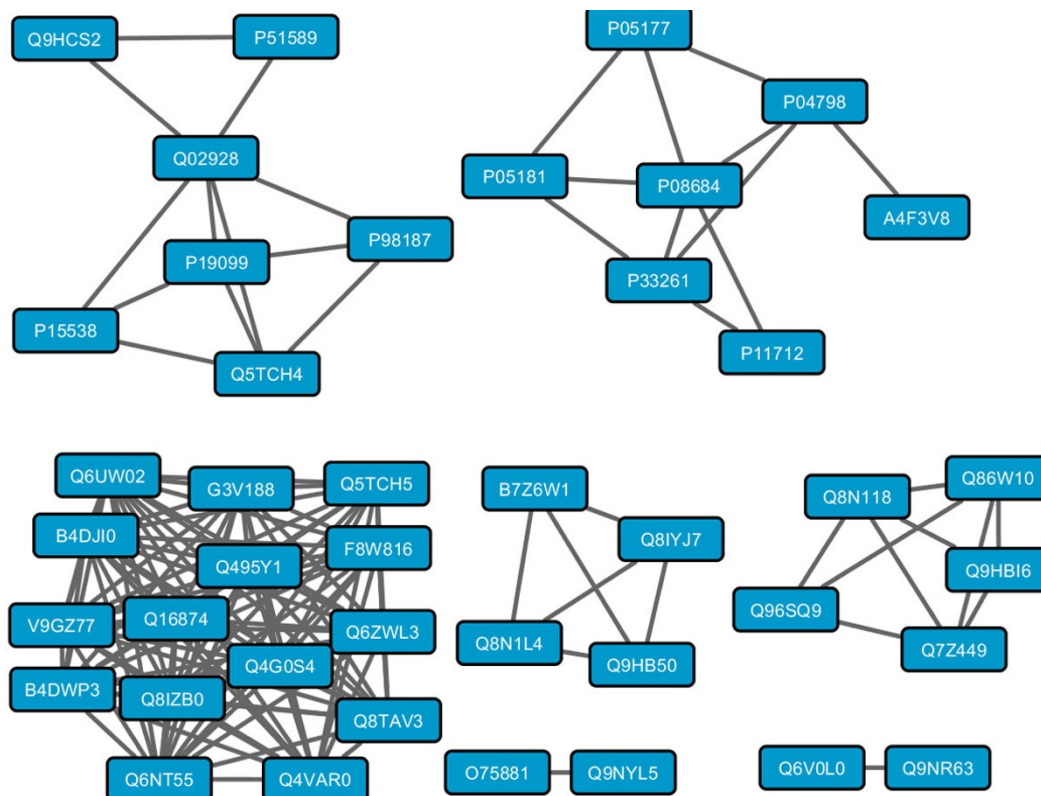 Q9HCS2
P51589
Q02928
P19099
P98187
P15538
Q5TCH4
P05177
P04798
P05181
P08684
A4F3V8
P33261
P11712
Q6UW02
G3V188
Q5TCH5
B4DJI0
F8W816
Q495Y1
V9GZ77
Q16874
Q6ZWL3
Q4G0S4
B4DWP3
Q8IZB0
Q8TAV3
Q6NT55
Q4VAR0
B7Z6W1
Q8IYJ7
Q8N1L4
Q9HB50
Q86W10
Q8N118
Q9HBI6
Q96SQ9
Q7Z449
O75881
Q9NYL5
Q6V0L0
Q9NR63